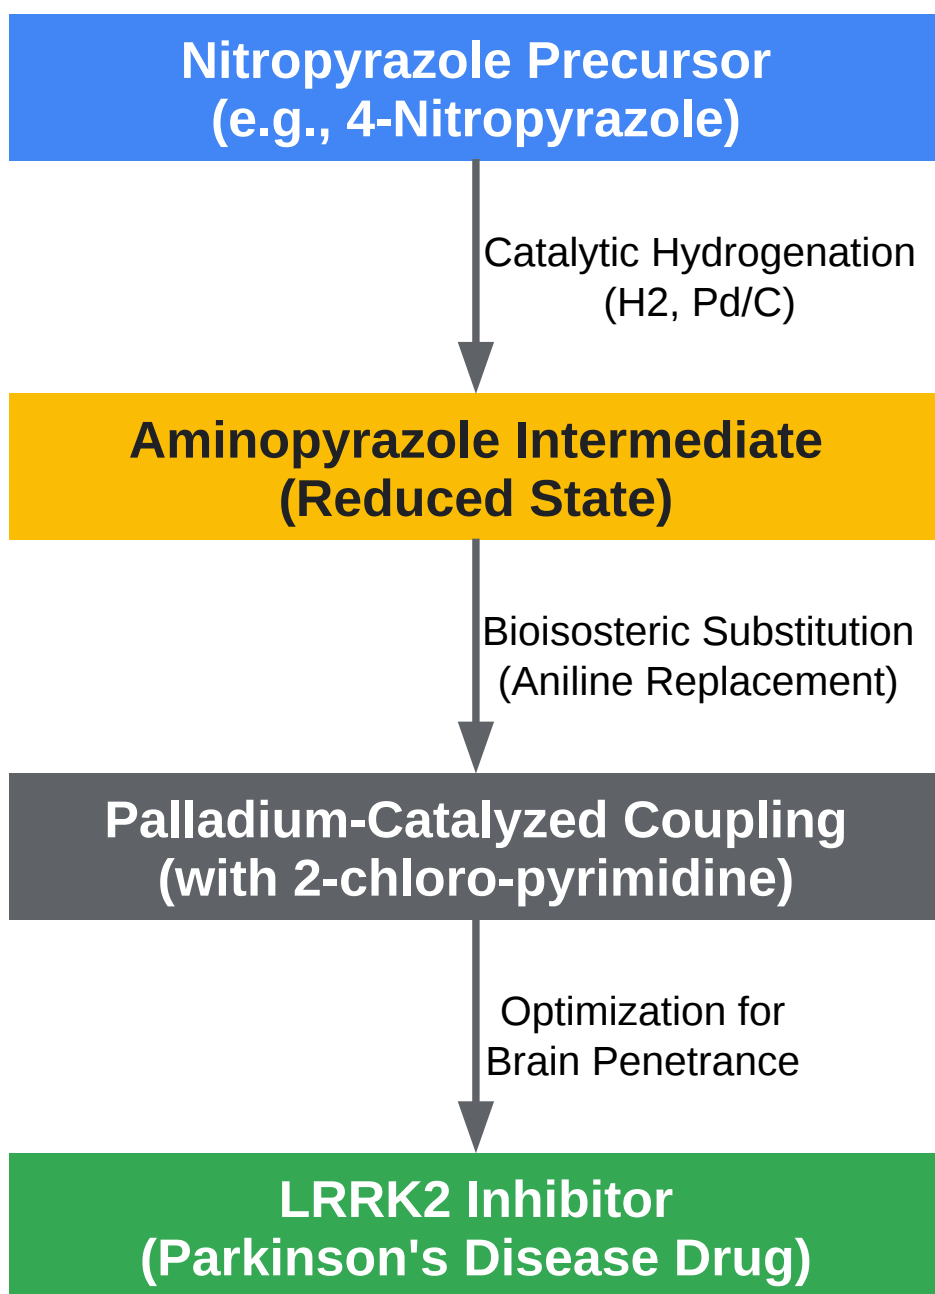 Nitropyrazole Precursor
(e.g., 4-Nitropyrazole)
Catalytic Hydrogenation
(H2, Pd/C)
Aminopyrazole Intermediate
(Reduced State)
Bioisosteric Substitution
(Aniline Replacement)
Palladium-Catalyzed Coupling
(with 2-chloro-pyrimidine)
Optimization for
Brain Penetrance
LRRK2 Inhibitor
(Parkinson's Disease Drug)